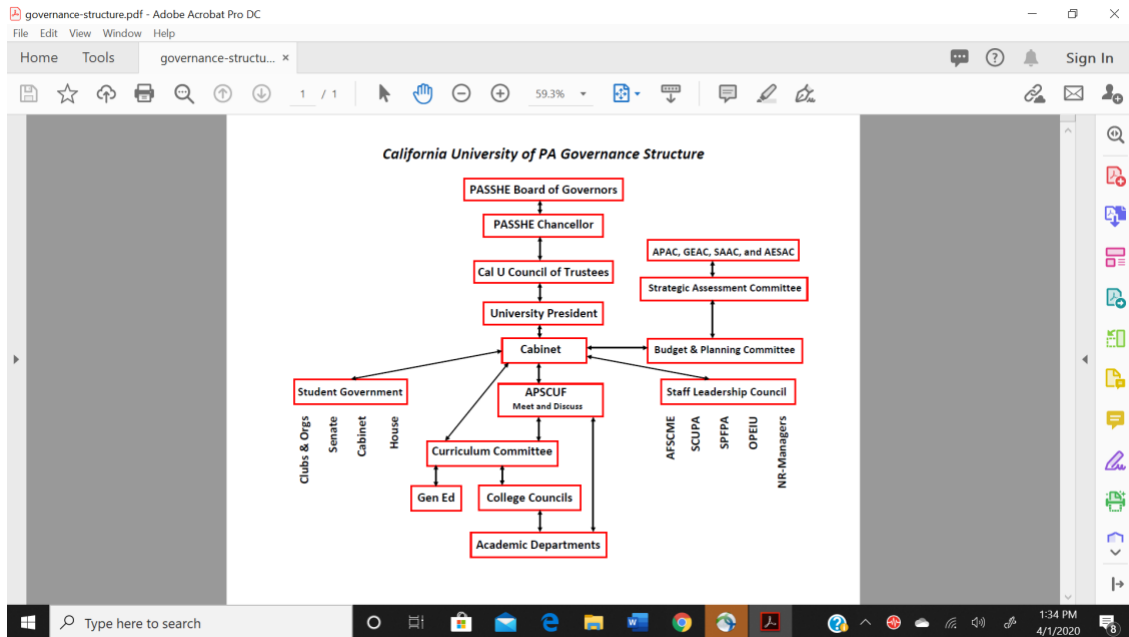 governance-structure.pdf - Adobe Acrobat Pro DC
File Edit View Window Help
Home Tools governance-structu... × ? Sign In
1 / 1 59.3%
California University of PA Governance Structure
PASSHE Board of Governors
PASSHE Chancellor
APAC, GEAC, SAAC, and AESAC
Cal U Council of Trustees
Strategic Assessment Committee
University President
Cabinet
Budget & Planning Committee
Student Government
APSCUF
Meet and Discuss
Staff Leadership Council
Clubs & Orgs
Senate
Cabinet
House
AFSCME
SCUPA
SPFPA
OPEIU
NR-Managers
Curriculum Committee
Gen Ed
College Councils
Academic Departments
Type here to search
1:34 PM
4/1/2020
8